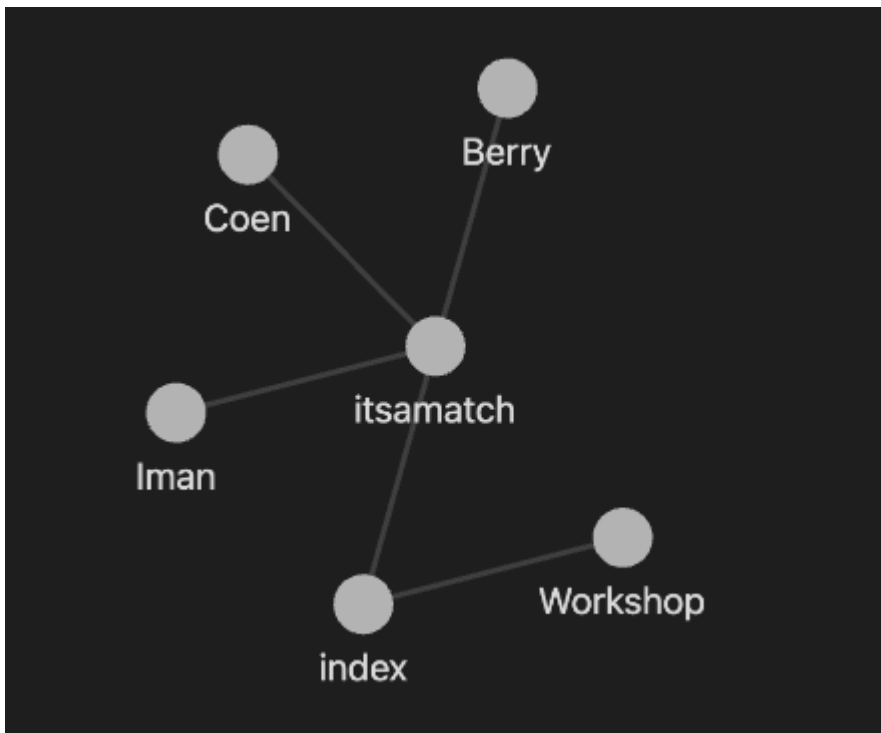 Berry
Coen
itsamatch
Iman
Workshop
index